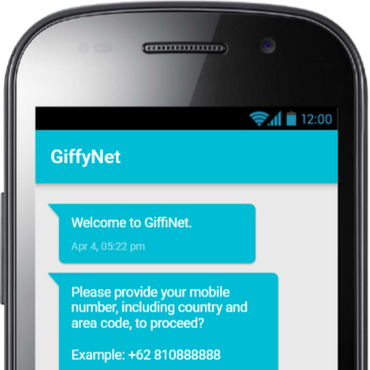 12:00
GiffyNet
Welcome to GiffiNet.
Apr 4, 05:22 pm
Please provide your mobile
number, including country and
area code, to proceed?
Example: +62 810888888